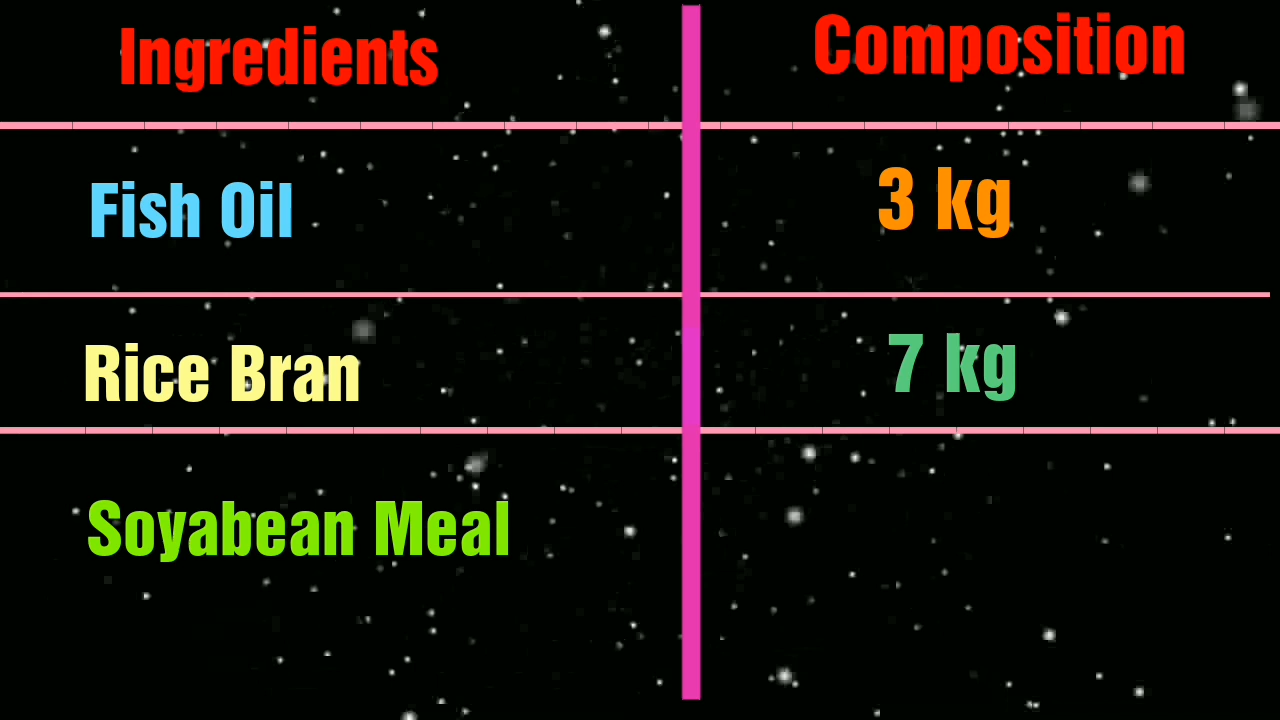 Ingredients Composition
Fish Oil 3 kg
Rice Bran 7 kg
Soyabean Meal